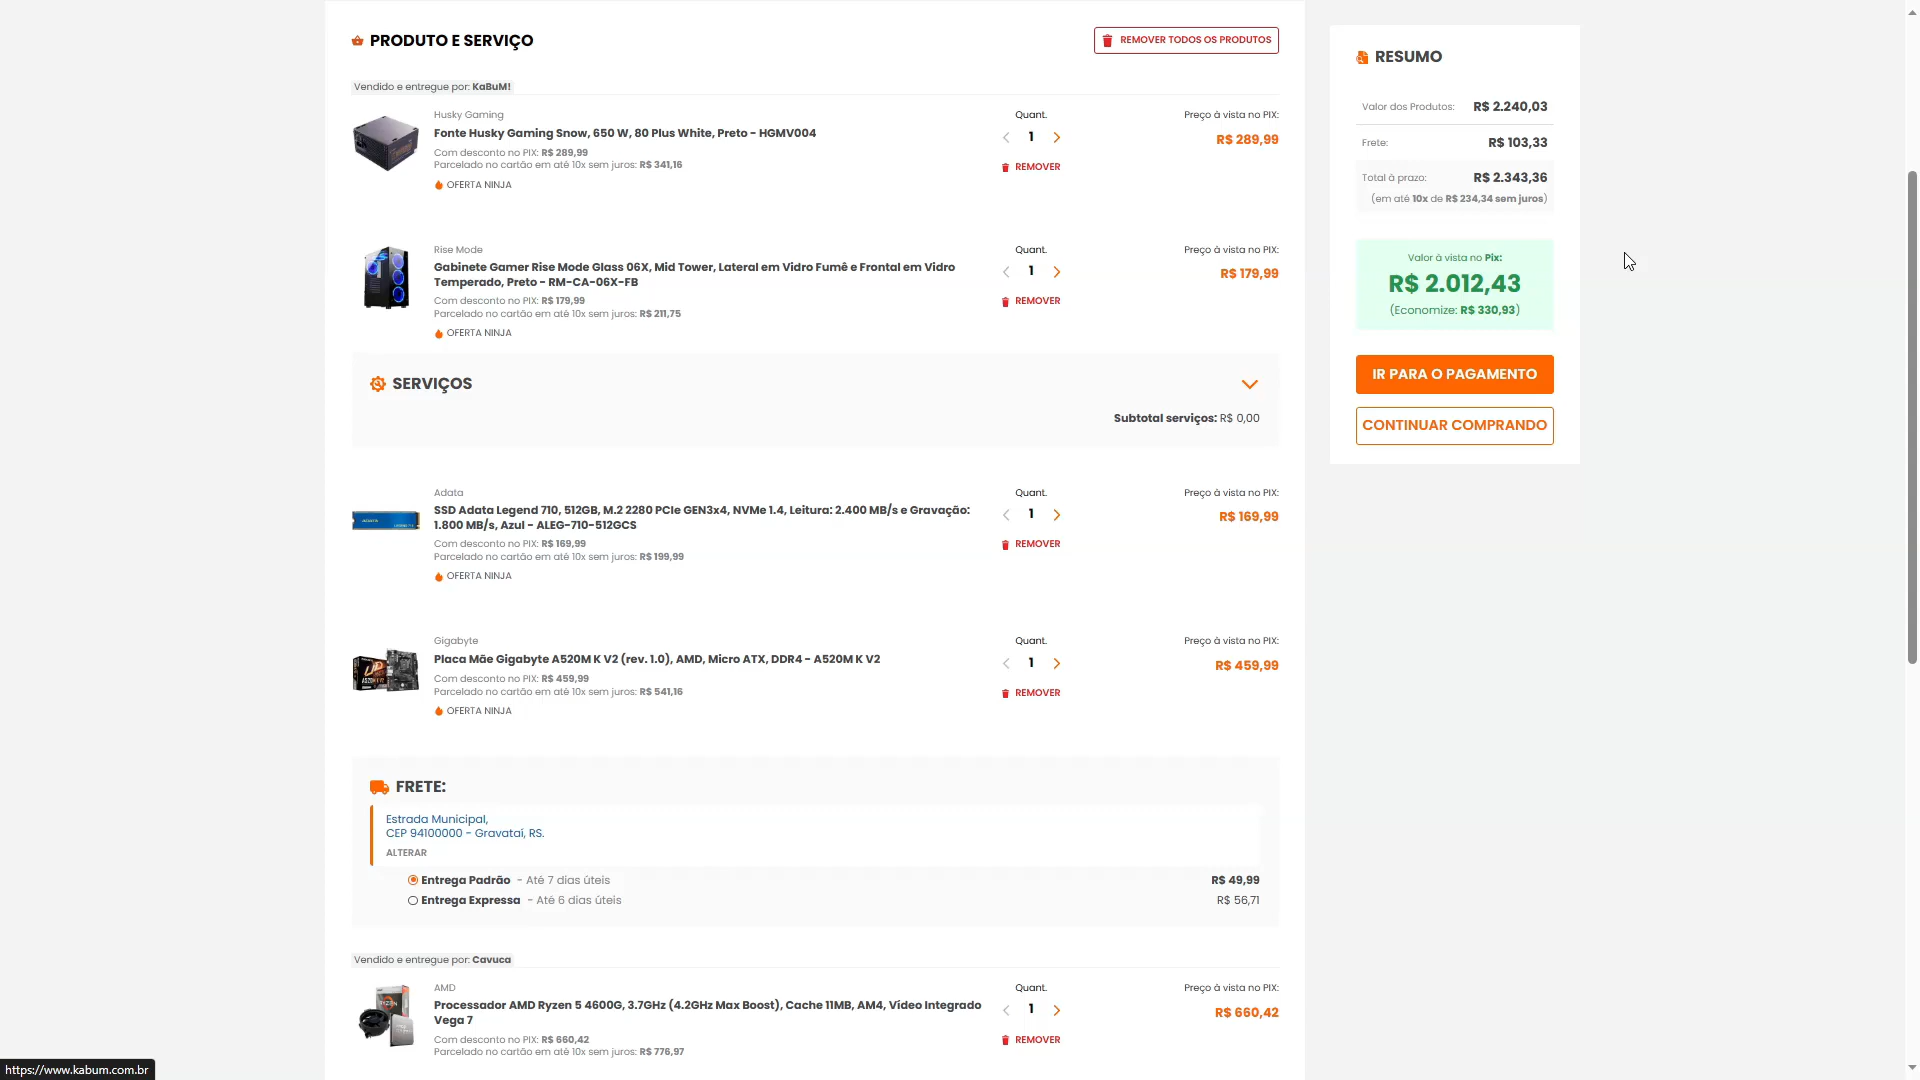 PRODUTO E SERVIÇO
REMOVER TODOS OS PRODUTOS
Vendido e entregue por: KaBuM!
Husky Gaming
Fonte Husky Gaming Snow, 650 W, 80 Plus White, Preto - HGMV004
Com desconto no PIX: R$ 289,99
Parcelado no cartão em até 10x sem juros: R$ 341,16
OFERTA NINJA
Quant.
1
REMOVER
Preço à vista no PIX:
R$ 289,99
Rise Mode
Gabinete Gamer Rise Mode Glass 06X, Mid Tower, Lateral em Vidro Fumê e Frontal em Vidro
Temperado, Preto - RM-CA-06X-FB
Com desconto no PIX: R$ 179,99
Parcelado no cartão em até 10x sem juros: R$ 211,75
OFERTA NINJA
Quant.
1
REMOVER
Preço à vista no PIX:
R$ 179,99
SERVIÇOS
Subtotal serviços: R$ 0,00
Adata
SSD Adata Legend 710, 512GB, M.2 2280 PCIe GEN3x4, NVMe 1.4, Leitura: 2.400 MB/s e Gravação:
1.800 MB/s, Azul - ALEG-710-512GCS
Com desconto no PIX: R$ 169,99
Parcelado no cartão em até 10x sem juros: R$ 199,99
OFERTA NINJA
Quant.
1
REMOVER
Preço à vista no PIX:
R$ 169,99
Gigabyte
Placa Mãe Gigabyte A520M K V2 (rev. 1.0), AMD, Micro ATX, DDR4 - A520M K V2
Com desconto no PIX: R$ 459,99
Parcelado no cartão em até 10x sem juros: R$ 541,16
OFERTA NINJA
Quant.
1
REMOVER
Preço à vista no PIX:
R$ 459,99
FRETE:
Estrada Municipal,
CEP 94100000 - Gravataí, RS.
ALTERAR
Entrega Padrão - Até 7 dias úteis R$ 49,99
Entrega Expressa - Até 6 dias úteis R$ 56,71
Vendido e entregue por: Cavuca
AMD
Processador AMD Ryzen 5 4600G, 3.7GHz (4.2GHz Max Boost), Cache 11MB, AM4, Vídeo Integrado
Vega 7
Com desconto no PIX: R$ 660,42
Parcelado no cartão em até 10x sem juros: R$ 776,97
Quant.
1
REMOVER
Preço à vista no PIX:
R$ 660,42
RESUMO
Valor dos Produtos: R$ 2.240,03
Frete: R$ 103,33
Total à prazo: R$ 2.343,36
(em até 10x de R$ 234,34 sem juros)
Valor à vista no Pix:
R$ 2.012,43
(Economize: R$ 330,93)
IR PARA O PAGAMENTO
CONTINUAR COMPRANDO
https://www.kabum.com.br